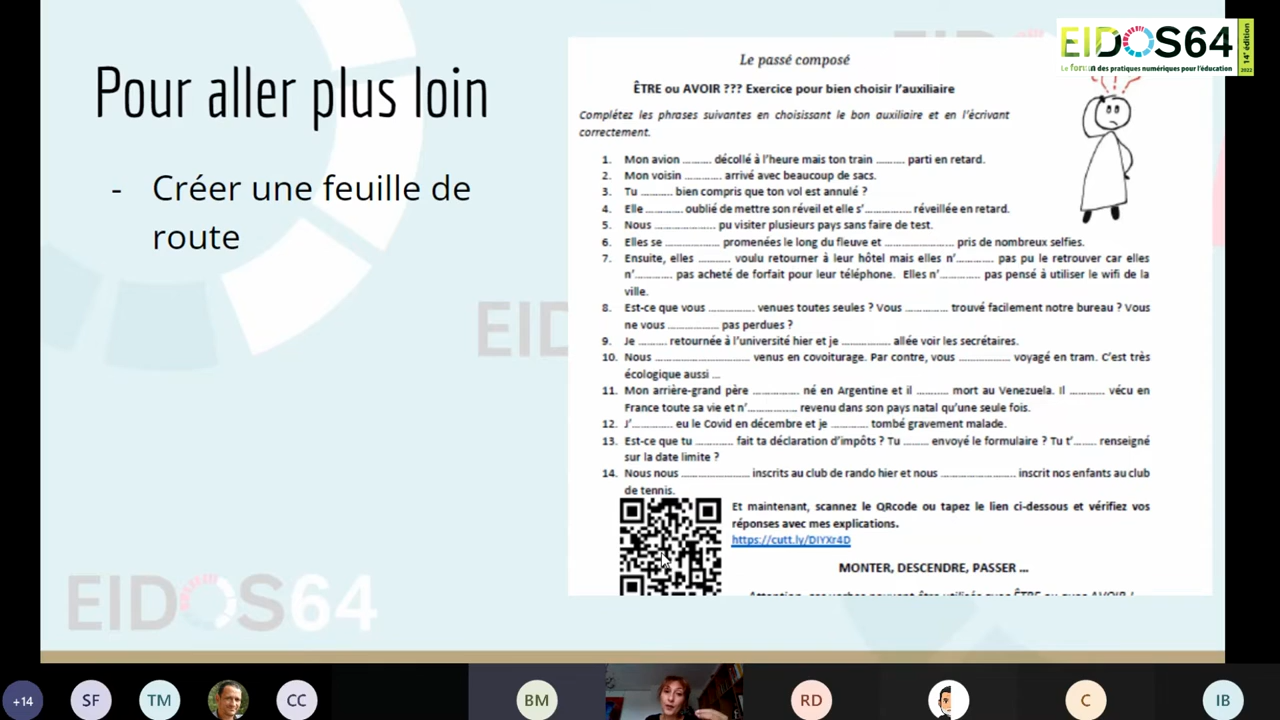 EIDOS64
Le forum des pratiques numériques pour l'éducation
14e édition
2022
Pour aller plus loin
- Créer une feuille de
route
Le passé composé
ÊTRE ou AVOIR ??? Exercice pour bien choisir l'auxiliaire
Complétez les phrases suivantes en choisissant le bon auxiliaire et en l'écrivant
correctement.
1. Mon avion ……… décollé à l'heure mais ton train ……… parti en retard.
2. Mon voisin ………… arrivé avec beaucoup de sacs.
3. Tu ……… bien compris que ton vol est annulé ?
4. Elle ……… oublié de mettre son réveil et elle s'………… réveillée en retard.
5. Nous ……………… pu visiter plusieurs pays sans faire de test.
6. Elles se …………… promenées le long du fleuve et ………………… pris de nombreux selfies.
7. Ensuite, elles ……… voulu retourner à leur hôtel mais elles n'……… pas pu le retrouver car elles
n'……… pas acheté de forfait pour leur téléphone. Elles n'……… pas pensé à utiliser le wifi de la
ville.
8. Est-ce que vous ………… venues toutes seules ? Vous ………… trouvé facilement notre bureau ? Vous
ne vous ………… pas perdues ?
9. Je ……… retournée à l'université hier et je ………… allée voir les secrétaires.
10. Nous …………………… venus en covoiturage. Par contre, vous ………… voyagé en tram. C'est très
écologique aussi …
11. Mon arrière-grand père ………… né en Argentine et il ……… mort au Venezuela. Il ……… vécu en
France toute sa vie et n'………… revenu dans son pays natal qu'une seule fois.
12. J'……… eu le Covid en décembre et je ……… tombé gravement malade.
13. Est-ce que tu ……… fait ta déclaration d'impôts ? Tu …… envoyé le formulaire ? Tu t'…… renseigné
sur la date limite ?
14. Nous nous ……………… inscrits au club de rando hier et nous ……………… inscrit nos enfants au club
de tennis.
Et maintenant, scannez le QRcode ou tapez le lien ci-dessous et vérifiez vos
réponses avec mes explications.
https://cutt.ly/DIYXr4D
MONTER, DESCENDRE, PASSER …
EID
EIDOS64
+14
SF
TM
CC
BM
RD
C
IB